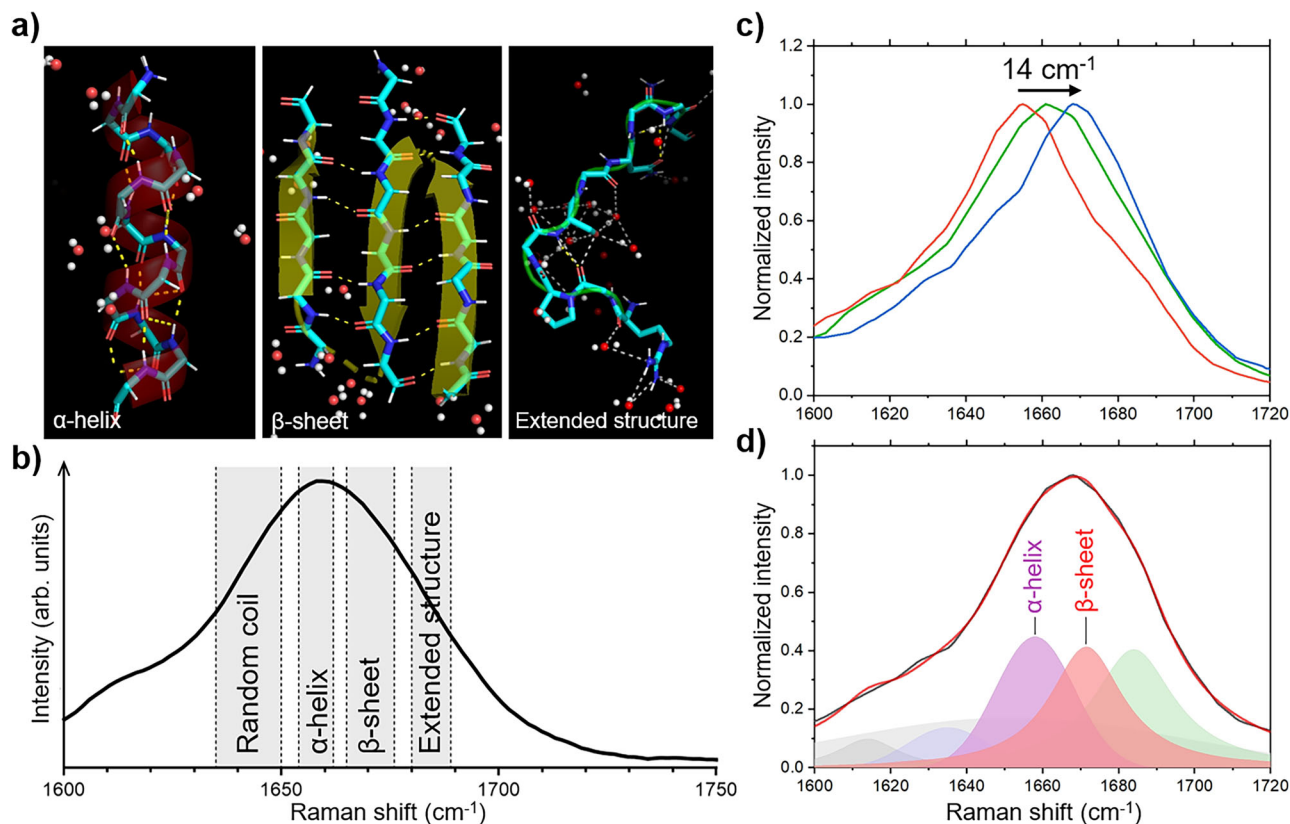 a)
α-helix
β-sheet
Extended structure
b)
Intensity (arb. units)
Random coil
α-helix
β-sheet
Extended structure
1600
1650
1700
1750
Raman shift (cm-1)
c)
Normalized intensity
1.2
1.0
0.8
0.6
0.4
0.2
0.0
14 cm-1
1600
1620
1640
1660
1680
1700
1720
d)
Normalized intensity
1.0
0.8
0.6
0.4
0.2
0.0
α-helix
β-sheet
1600
1620
1640
1660
1680
1700
1720
Raman shift (cm-1)